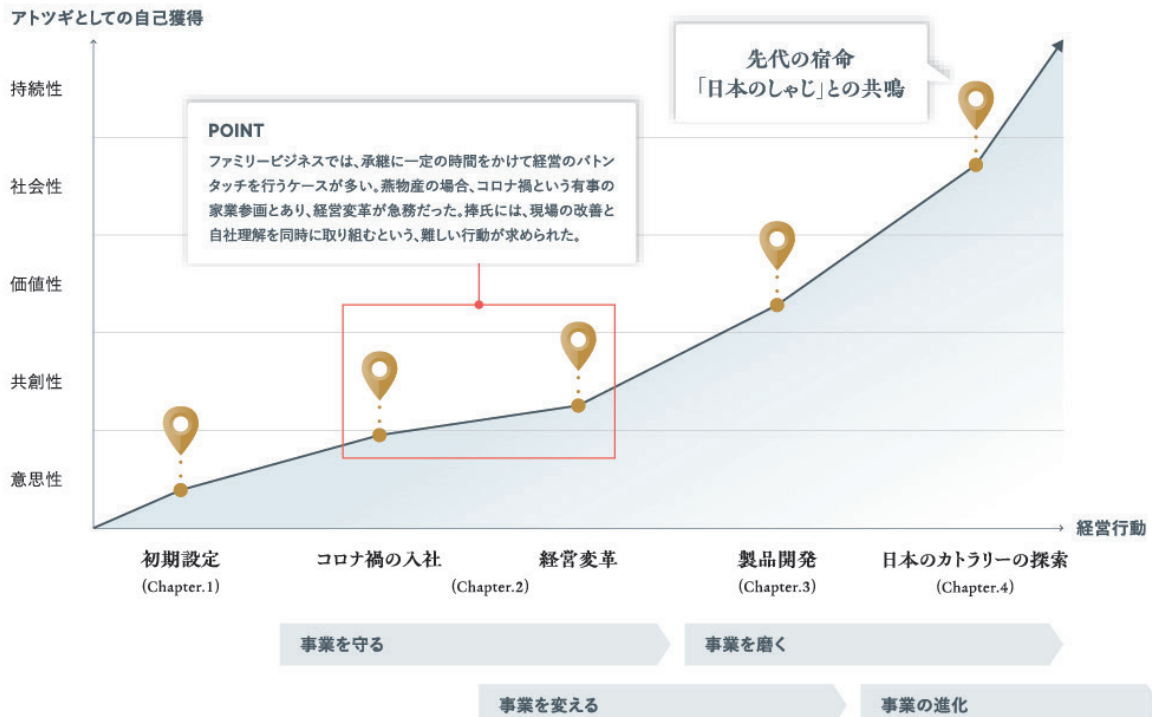 アトツギとしての自己獲得
先代の宿命
「日本のしゃじ」との共鳴
持続性
POINT
ファミリービジネスでは、承継に一定の時間をかけて経営のバトン
タッチを行うケースが多い。燕物産の場合、コロナ禍という有事の
家業参画とあり、経営変革が急務だった。捧氏には、現場の改善と
自社理解を同時に取り組むという、難しい行動が求められた。
社会性
価値性
共創性
意思性
経営行動
初期設定
(Chapter.1)
コロナ禍の入社
経営変革
(Chapter.2)
製品開発
(Chapter.3)
日本のカトラリーの探索
(Chapter.4)
事業を守る
事業を磨く
事業を変える
事業の進化